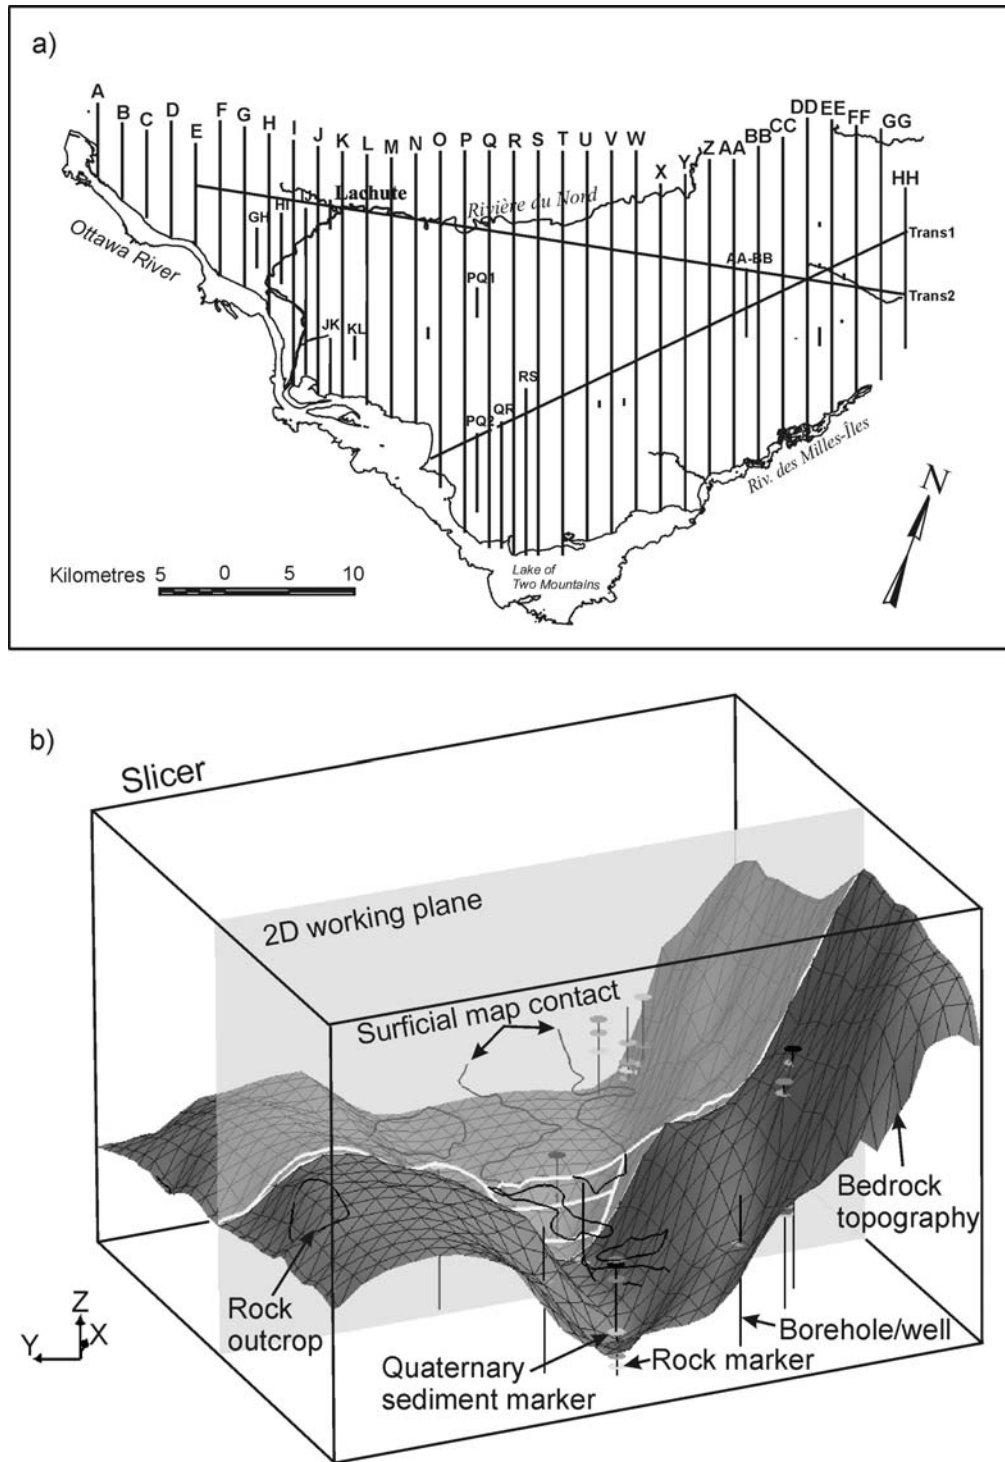 a)
A
B
C
D
E
F
G
H
I
J
K
L
M
N
O
P
Q
R
S
T
U
V
W
X
Y
Z
AA
BB
CC
DD
EE
FF
GG
HH
Lachute
Rivière du Nord
GH
HI
IJ
Ottawa River
Trans1
AA-BB
PQ1
Trans2
JK
KL
RS
QR
PQ2
Riv. des Milles-Îles
N
Kilometres 5 0 5 10
Lake of
Two Mountains
b)
Slicer
2D working plane
Surficial map contact
Bedrock
topography
Rock
outcrop
Z
Y
X
Borehole/well
Quaternary
sediment marker
Rock marker